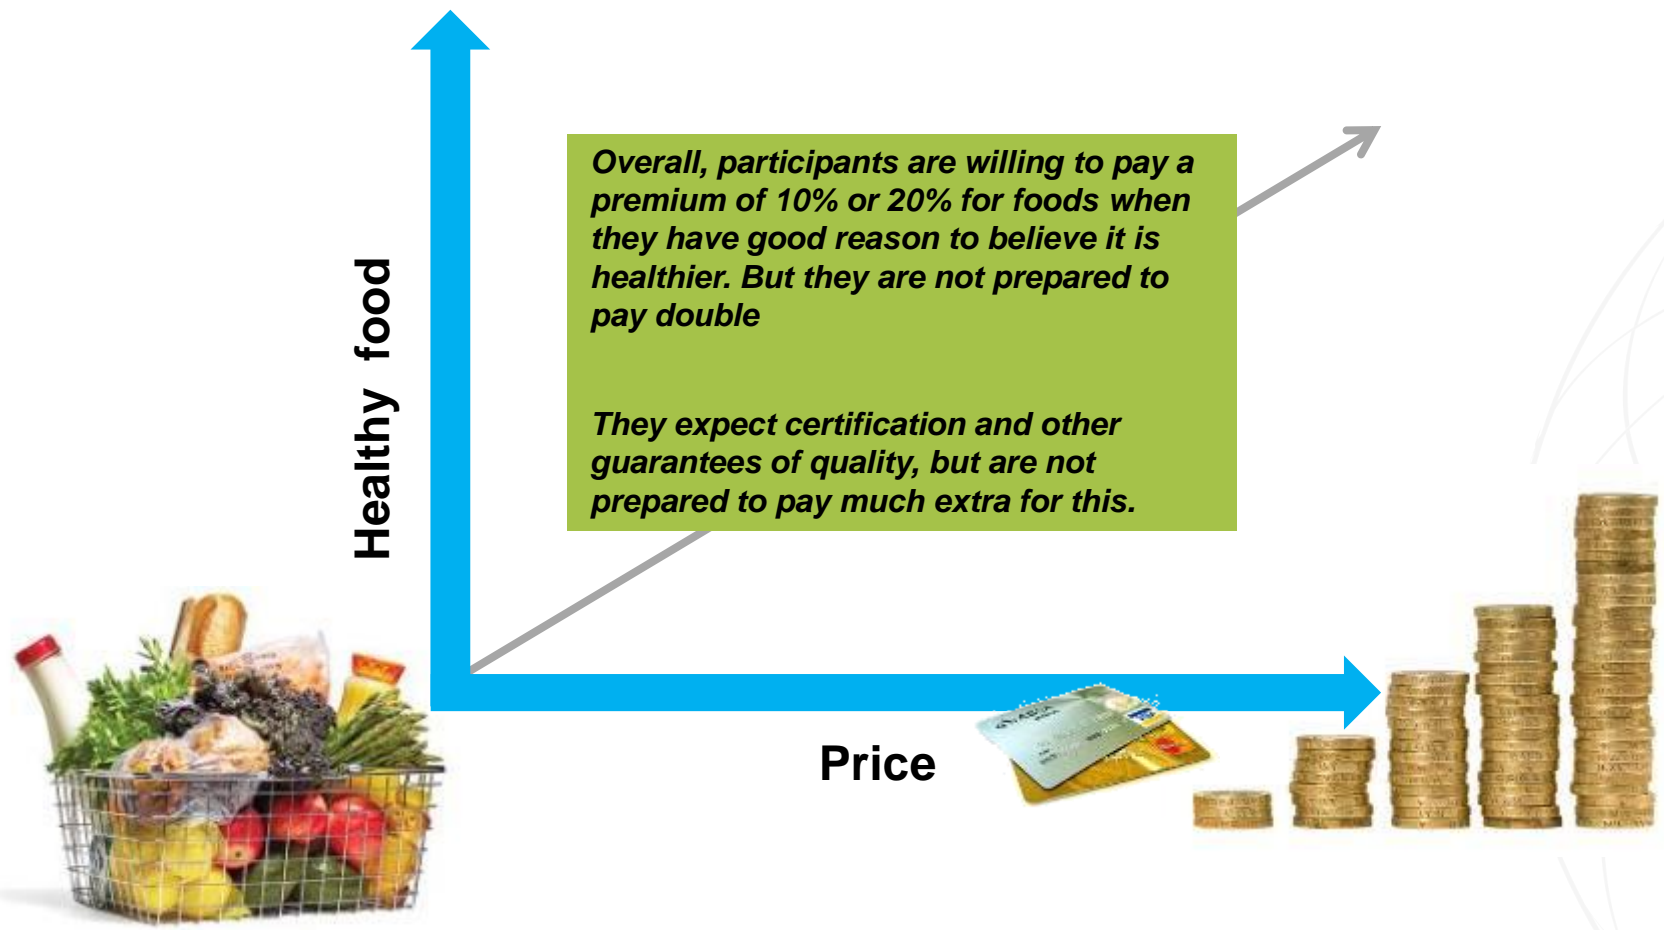 Overall, participants are willing to pay a
premium of 10% or 20% for foods when
they have good reason to believe it is
healthier. But they are not prepared to
pay double
They expect certification and other
guarantees of quality, but are not
prepared to pay much extra for this.
Healthy food
Price